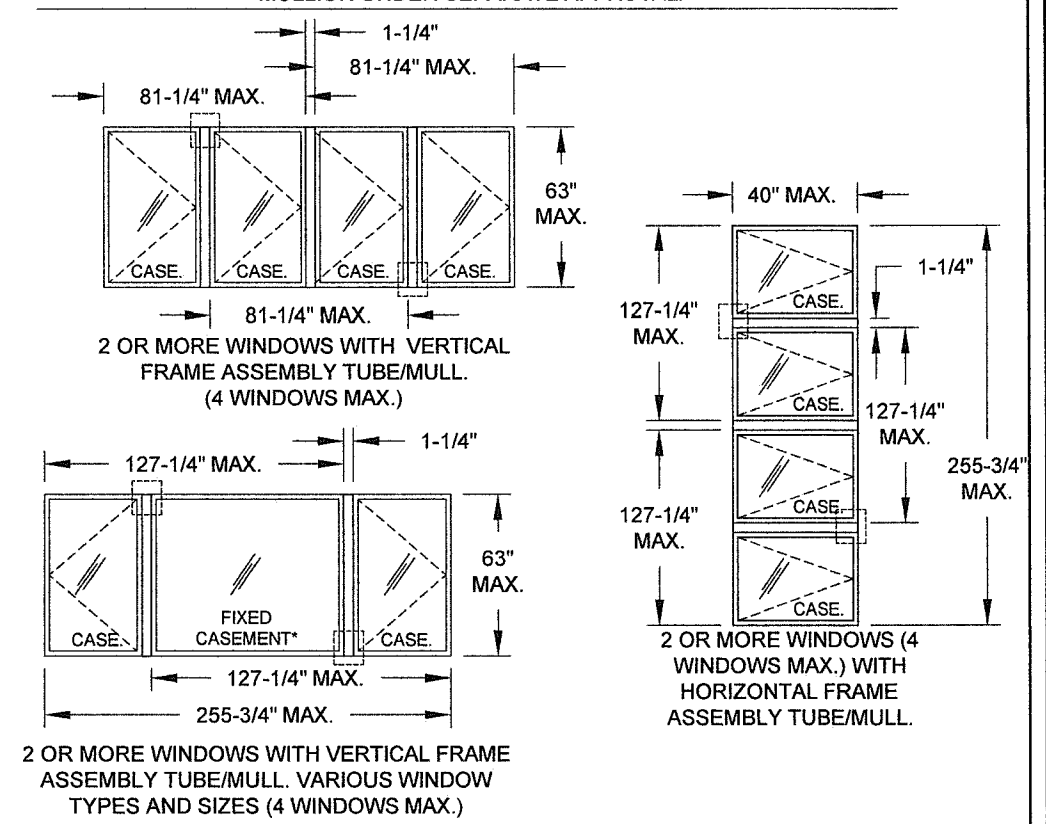 1-1/4"
81-1/4" MAX.
81-1/4" MAX.
63"
MAX.
CASE.
CASE.
CASE.
CASE.
81-1/4" MAX.
2 OR MORE WINDOWS WITH VERTICAL
FRAME ASSEMBLY TUBE/MULL.
(4 WINDOWS MAX.)
1-1/4"
127-1/4" MAX.
63"
MAX.
CASE.
FIXED
CASEMENT*
CASE.
127-1/4" MAX.
255-3/4" MAX.
2 OR MORE WINDOWS WITH VERTICAL FRAME
ASSEMBLY TUBE/MULL. VARIOUS WINDOW
TYPES AND SIZES (4 WINDOWS MAX.)
40" MAX.
1-1/4"
CASE.
127-1/4"
MAX.
CASE.
127-1/4"
MAX.
255-3/4"
MAX.
CASE.
127-1/4"
MAX.
CASE.
2 OR MORE WINDOWS (4
WINDOWS MAX.) WITH
HORIZONTAL FRAME
ASSEMBLY TUBE/MULL.